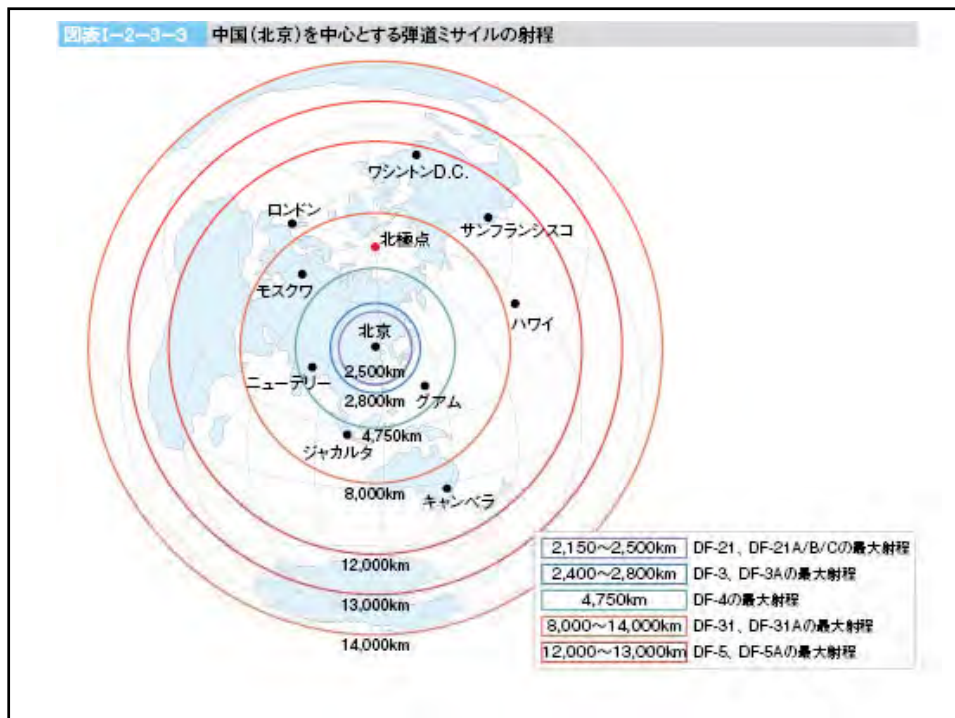 図表I-2-3-3 中国(北京)を中心とする弾道ミサイルの射程
ワシントンD.C.
ロンドン
サンフランシスコ
北極点
モスクワ
ハワイ
北京
2,500km
ニューデリー
2,800km
グアム
4,750km
ジャカルタ
8,000km
キャンベラ
12,000km
13,000km
14,000km
2,150～2,500km DF-21、DF-21A/B/Cの最大射程
2,400～2,800km DF-3、DF-3Aの最大射程
4,750km DF-4の最大射程
8,000～14,000km DF-31、DF-31Aの最大射程
12,000～13,000km DF-5、DF-5Aの最大射程